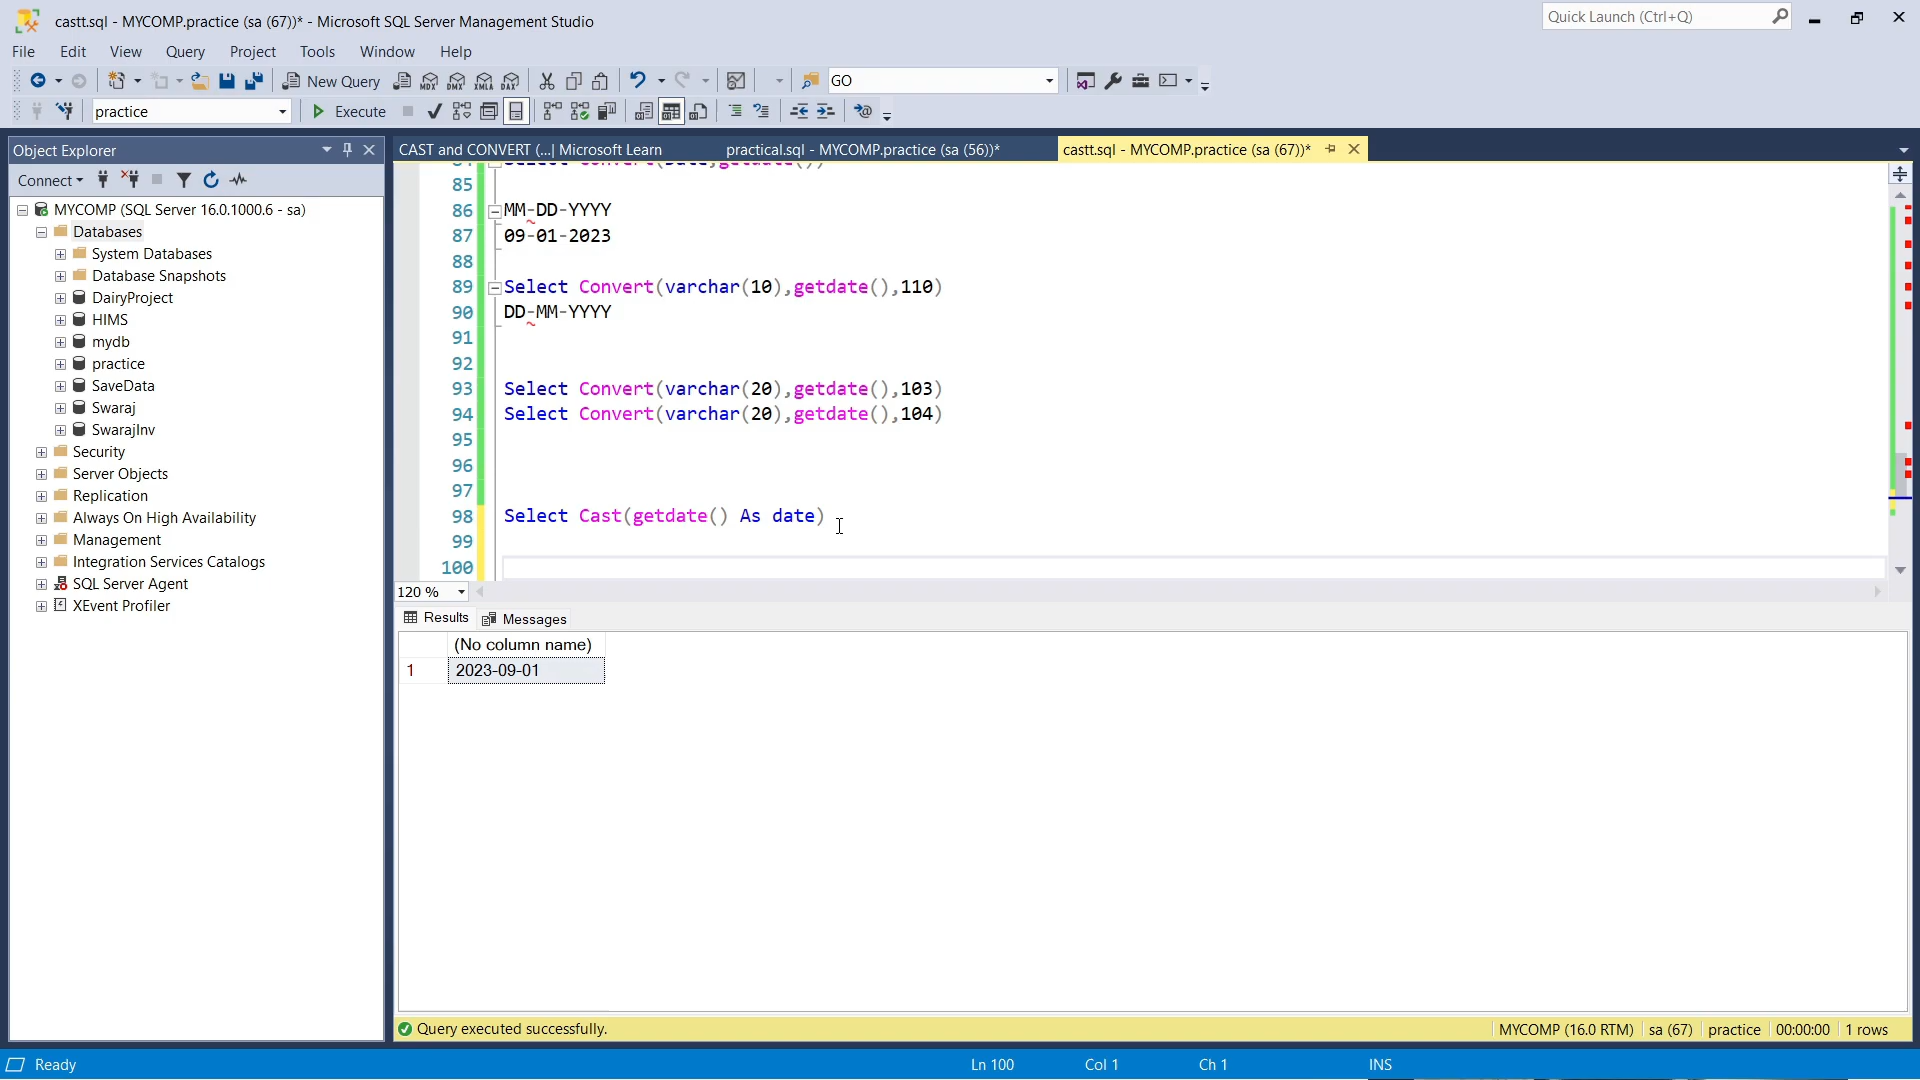 castt.sql - MYCOMP.practice (sa (67))* - Microsoft SQL Server Management Studio
Quick Launch (Ctrl+Q)
File Edit View Query Project Tools Window Help
New Query MDX DMX XMLA DAX GO
practice Execute
Object Explorer
CAST and CONVERT (...| Microsoft Learn practical.sql - MYCOMP.practice (sa (56))* castt.sql - MYCOMP.practice (sa (67))*
Connect
MYCOMP (SQL Server 16.0.1000.6 - sa)
Databases
System Databases
Database Snapshots
DairyProject
HIMS
mydb
practice
SaveData
Swaraj
SwarajInv
Security
Server Objects
Replication
Always On High Availability
Management
Integration Services Catalogs
SQL Server Agent
XEvent Profiler
85
86 MM-DD-YYYY
87 09-01-2023
88
89 Select Convert(varchar(10),getdate(),110)
90 DD-MM-YYYY
91
92
93 Select Convert(varchar(20),getdate(),103)
94 Select Convert(varchar(20),getdate(),104)
95
96
97
98 Select Cast(getdate() As date)
99
100
120 %
Results Messages
(No column name)
1 2023-09-01
Query executed successfully. MYCOMP (16.0 RTM) sa (67) practice 00:00:00 1 rows
Ready Ln 100 Col 1 Ch 1 INS